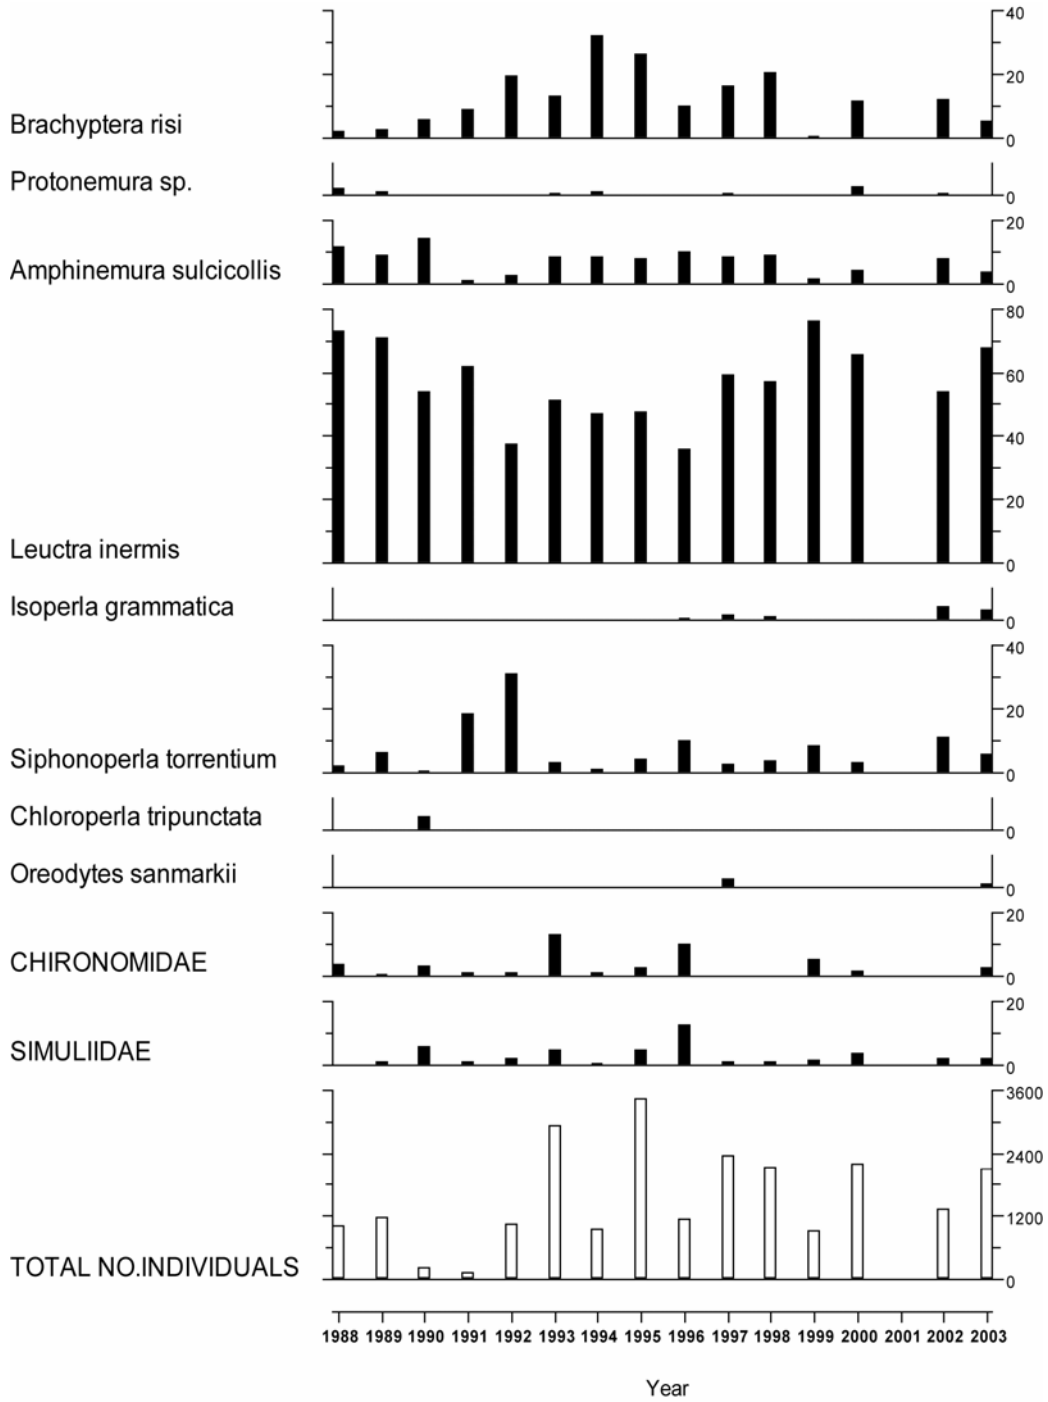 40
20
Brachyptera risi
0
Protonemura sp.
0
20
Amphinemura sulcicollis
0
80
60
40
20
Leuctra inermis
0
Isoperla grammatica
0
40
20
Siphonoperla torrentium
0
Chloroperla tripunctata
0
Oreodytes sanmarkii
0
20
CHIRONOMIDAE
0
20
SIMULIIDAE
0
3600
2400
1200
TOTAL NO.INDIVIDUALS
0
1988 1989 1990 1991 1992 1993 1994 1995 1996 1997 1998 1999 2000 2001 2002 2003
Year